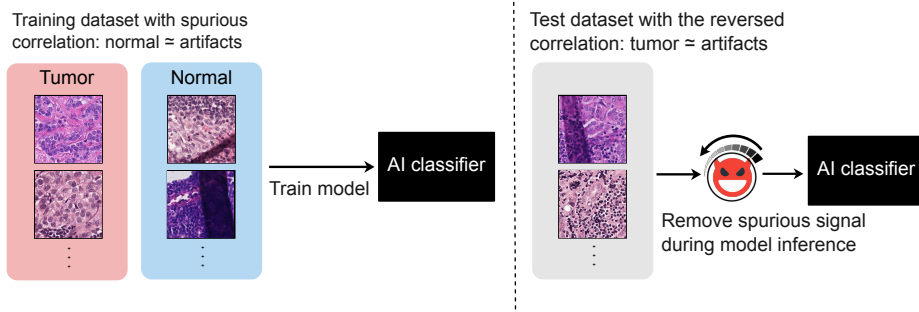 Training dataset with spurious
correlation: normal ≃ artifacts
Tumor
Normal
Train model
AI classifier
Test dataset with the reversed
correlation: tumor ≃ artifacts
Remove spurious signal
during model inference
AI classifier